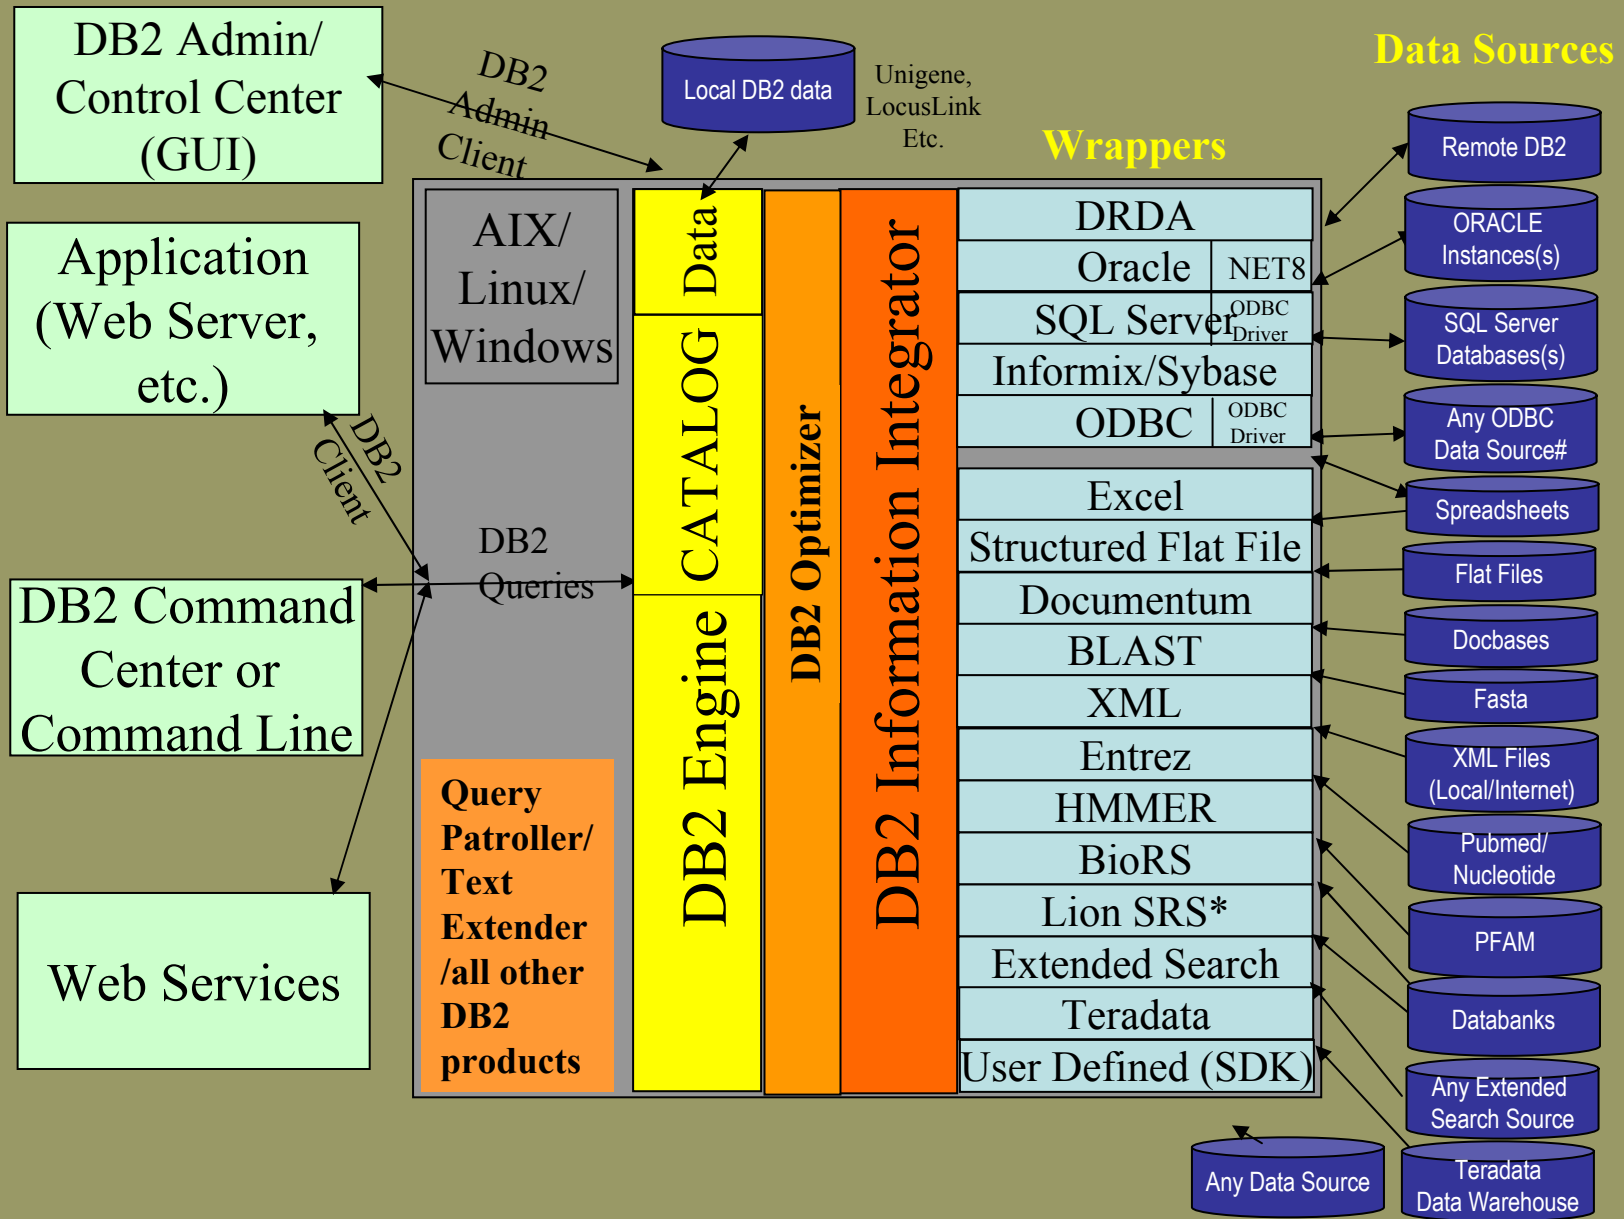 DB2 Admin/
Control Center
(GUI)
DB2
Admin
Client
Local DB2 data
Unigene,
LocusLink
Etc.
Data Sources
Wrappers
Application
(Web Server,
etc.)
DB2
Client
DB2 Command
Center or
Command Line
Web Services
AIX/
Linux/
Windows
DB2
Queries
Query
Patroller/
Text
Extender
/all other
DB2
products
Data
CATALOG
DB2 Engine
DB2 Optimizer
DB2 Information Integrator
DRDA
Oracle
NET8
SQL Server
ODBC
Driver
Informix/Sybase
ODBC
ODBC
Driver
Excel
Structured Flat File
Documentum
BLAST
XML
Entrez
HMMER
BioRS
Lion SRS*
Extended Search
Teradata
User Defined (SDK)
Remote DB2
ORACLE
Instances(s)
SQL Server
Databases(s)
Any ODBC
Data Source#
Spreadsheets
Flat Files
Docbases
Fasta
XML Files
(Local/Internet)
Pubmed/
Nucleotide
PFAM
Databanks
Any Extended
Search Source
Teradata
Data Warehouse
Any Data Source